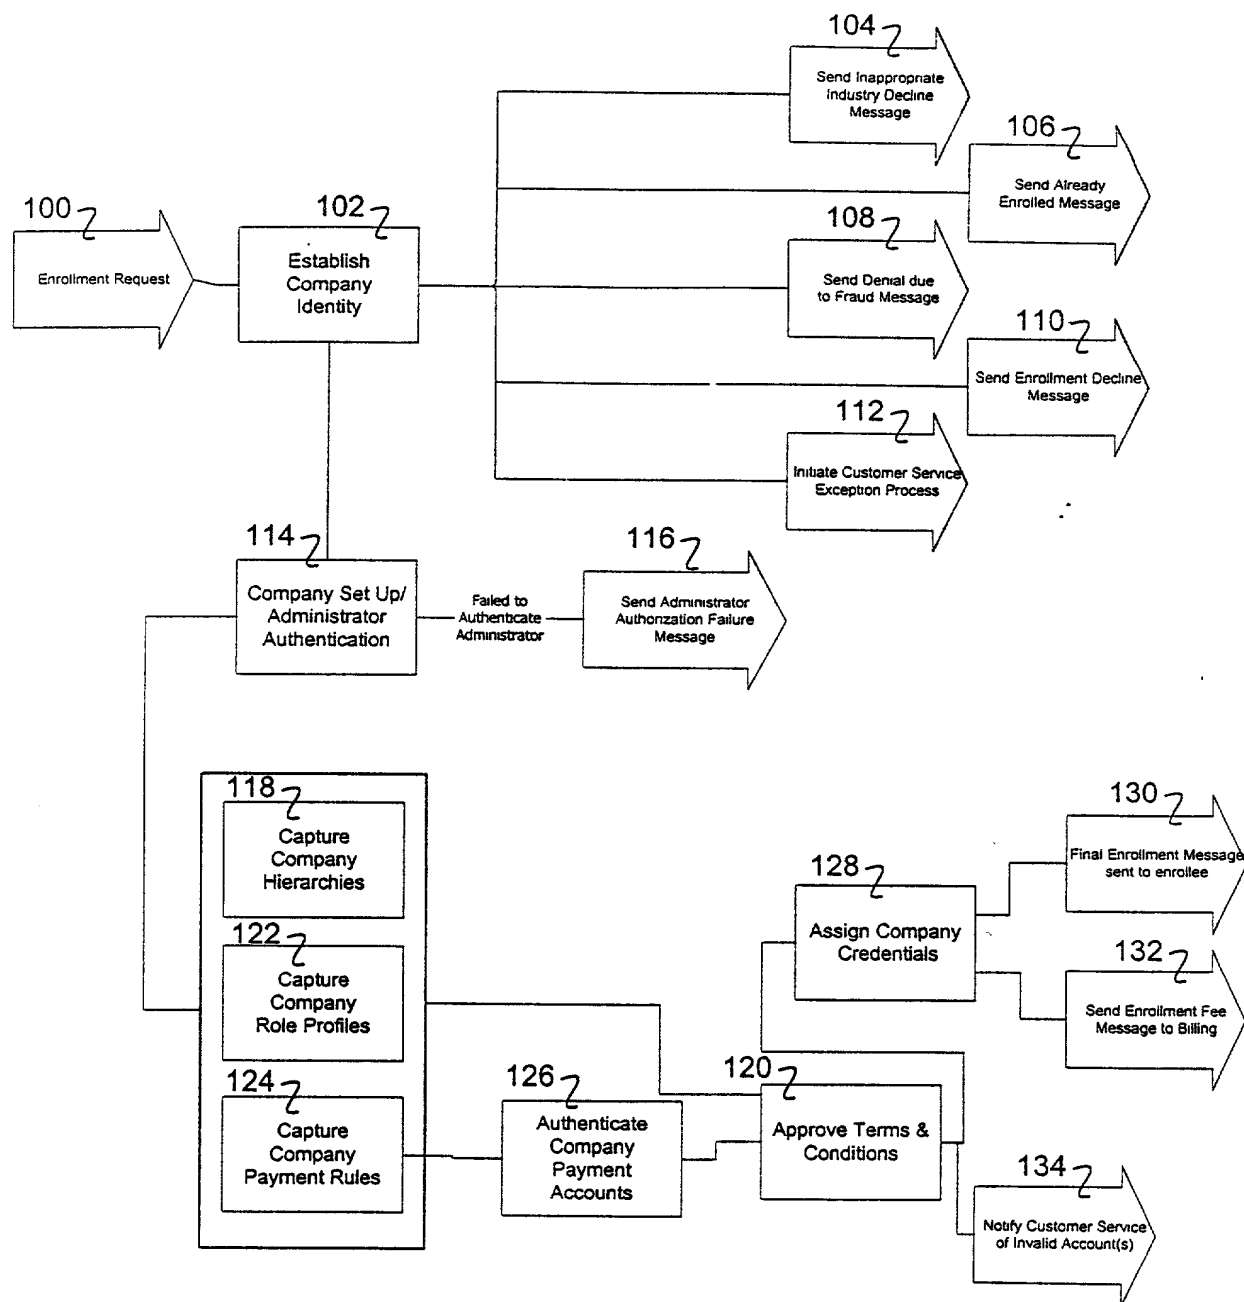 104
Send Inappropriate
Industry Decline
Message
106
Send Already
Enrolled Message
100
Enrollment Request
102
Establish
Company
Identity
108
Send Denial due
to Fraud Message
110
Send Enrollment Decline
Message
112
Initiate Customer Service
Exception Process
114
Company Set Up/
Administrator
Authentication
Failed to
Authenticate
Administrator
116
Send Administrator
Authorization Failure
Message
118
Capture
Company
Hierarchies
122
Capture
Company
Role Profiles
124
Capture
Company
Payment Rules
126
Authenticate
Company
Payment
Accounts
120
Approve Terms &
Conditions
128
Assign Company
Credentials
130
Final Enrollment Message
sent to enrollee
132
Send Enrollment Fee
Message to Billing
134
Notify Customer Service
of Invalid Account(s)